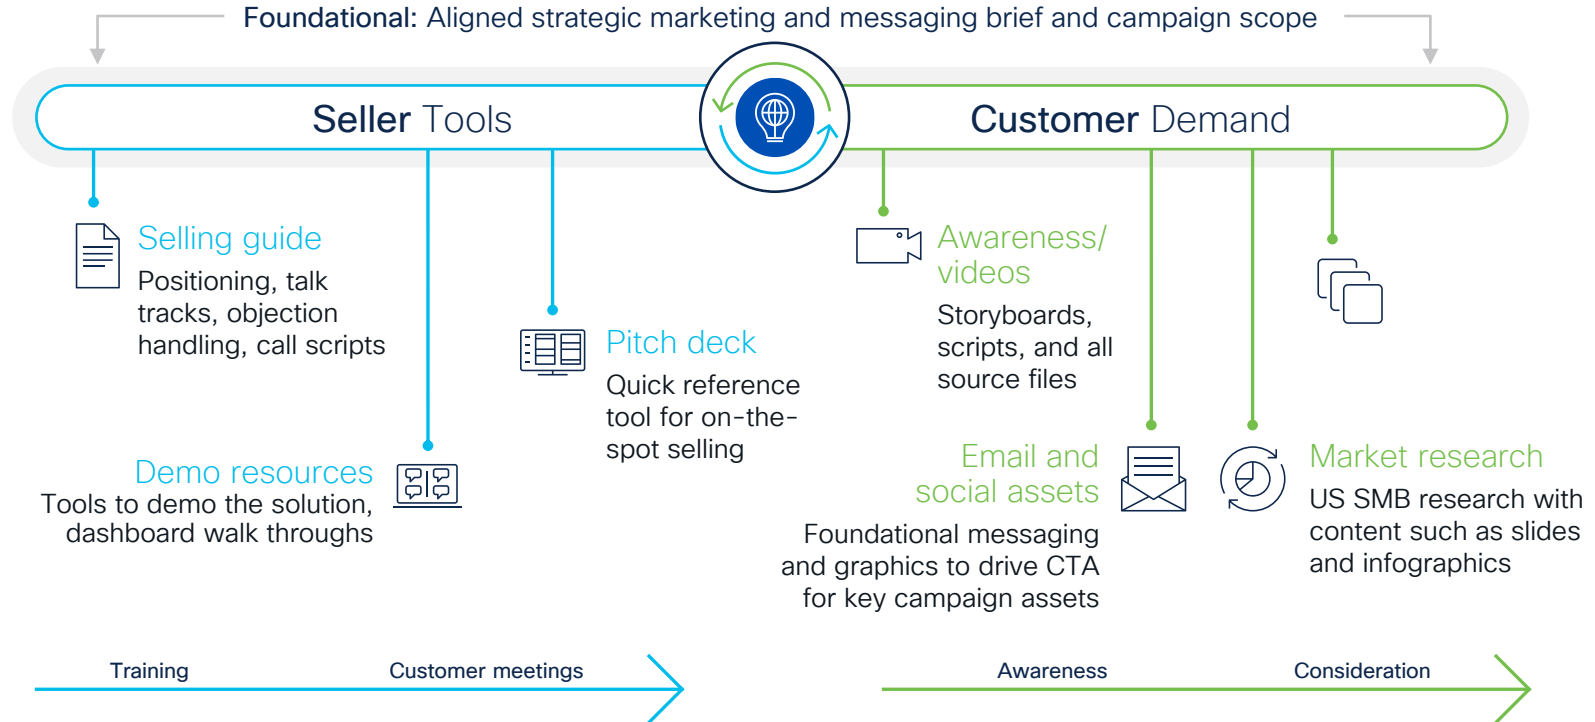 Foundational: Aligned strategic marketing and messaging brief and campaign scope
Seller Tools
Customer Demand
Selling guide
Positioning, talk
tracks, objection
handling, call scripts
Demo resources
Tools to demo the solution,
dashboard walk throughs
Pitch deck
Quick reference
tool for on-the-
spot selling
Awareness/
videos
Storyboards,
scripts, and all
source files
Email and
social assets
Foundational messaging
and graphics to drive CTA
for key campaign assets
Market research
US SMB research with
content such as slides
and infographics
Training
Customer meetings
Awareness
Consideration